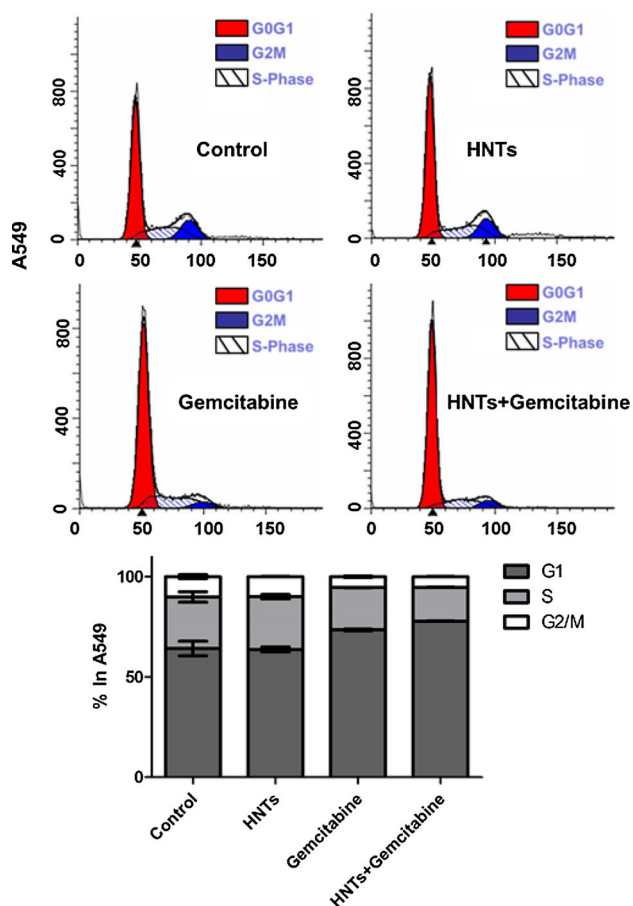 G0G1
G2M
S-Phase
Control
800
400
0
0 50 100 150
G0G1
G2M
S-Phase
HNTs
800
400
0
0 50 100 150
A549
G0G1
G2M
S-Phase
Gemcitabine
800
400
0
0 50 100 150
G0G1
G2M
S-Phase
HNTs+Gemcitabine
800
400
0
0 50 100 150
% In A549
100
50
0
Control
HNTs
Gemcitabine
HNTs+Gemcitabine
G1
S
G2/M